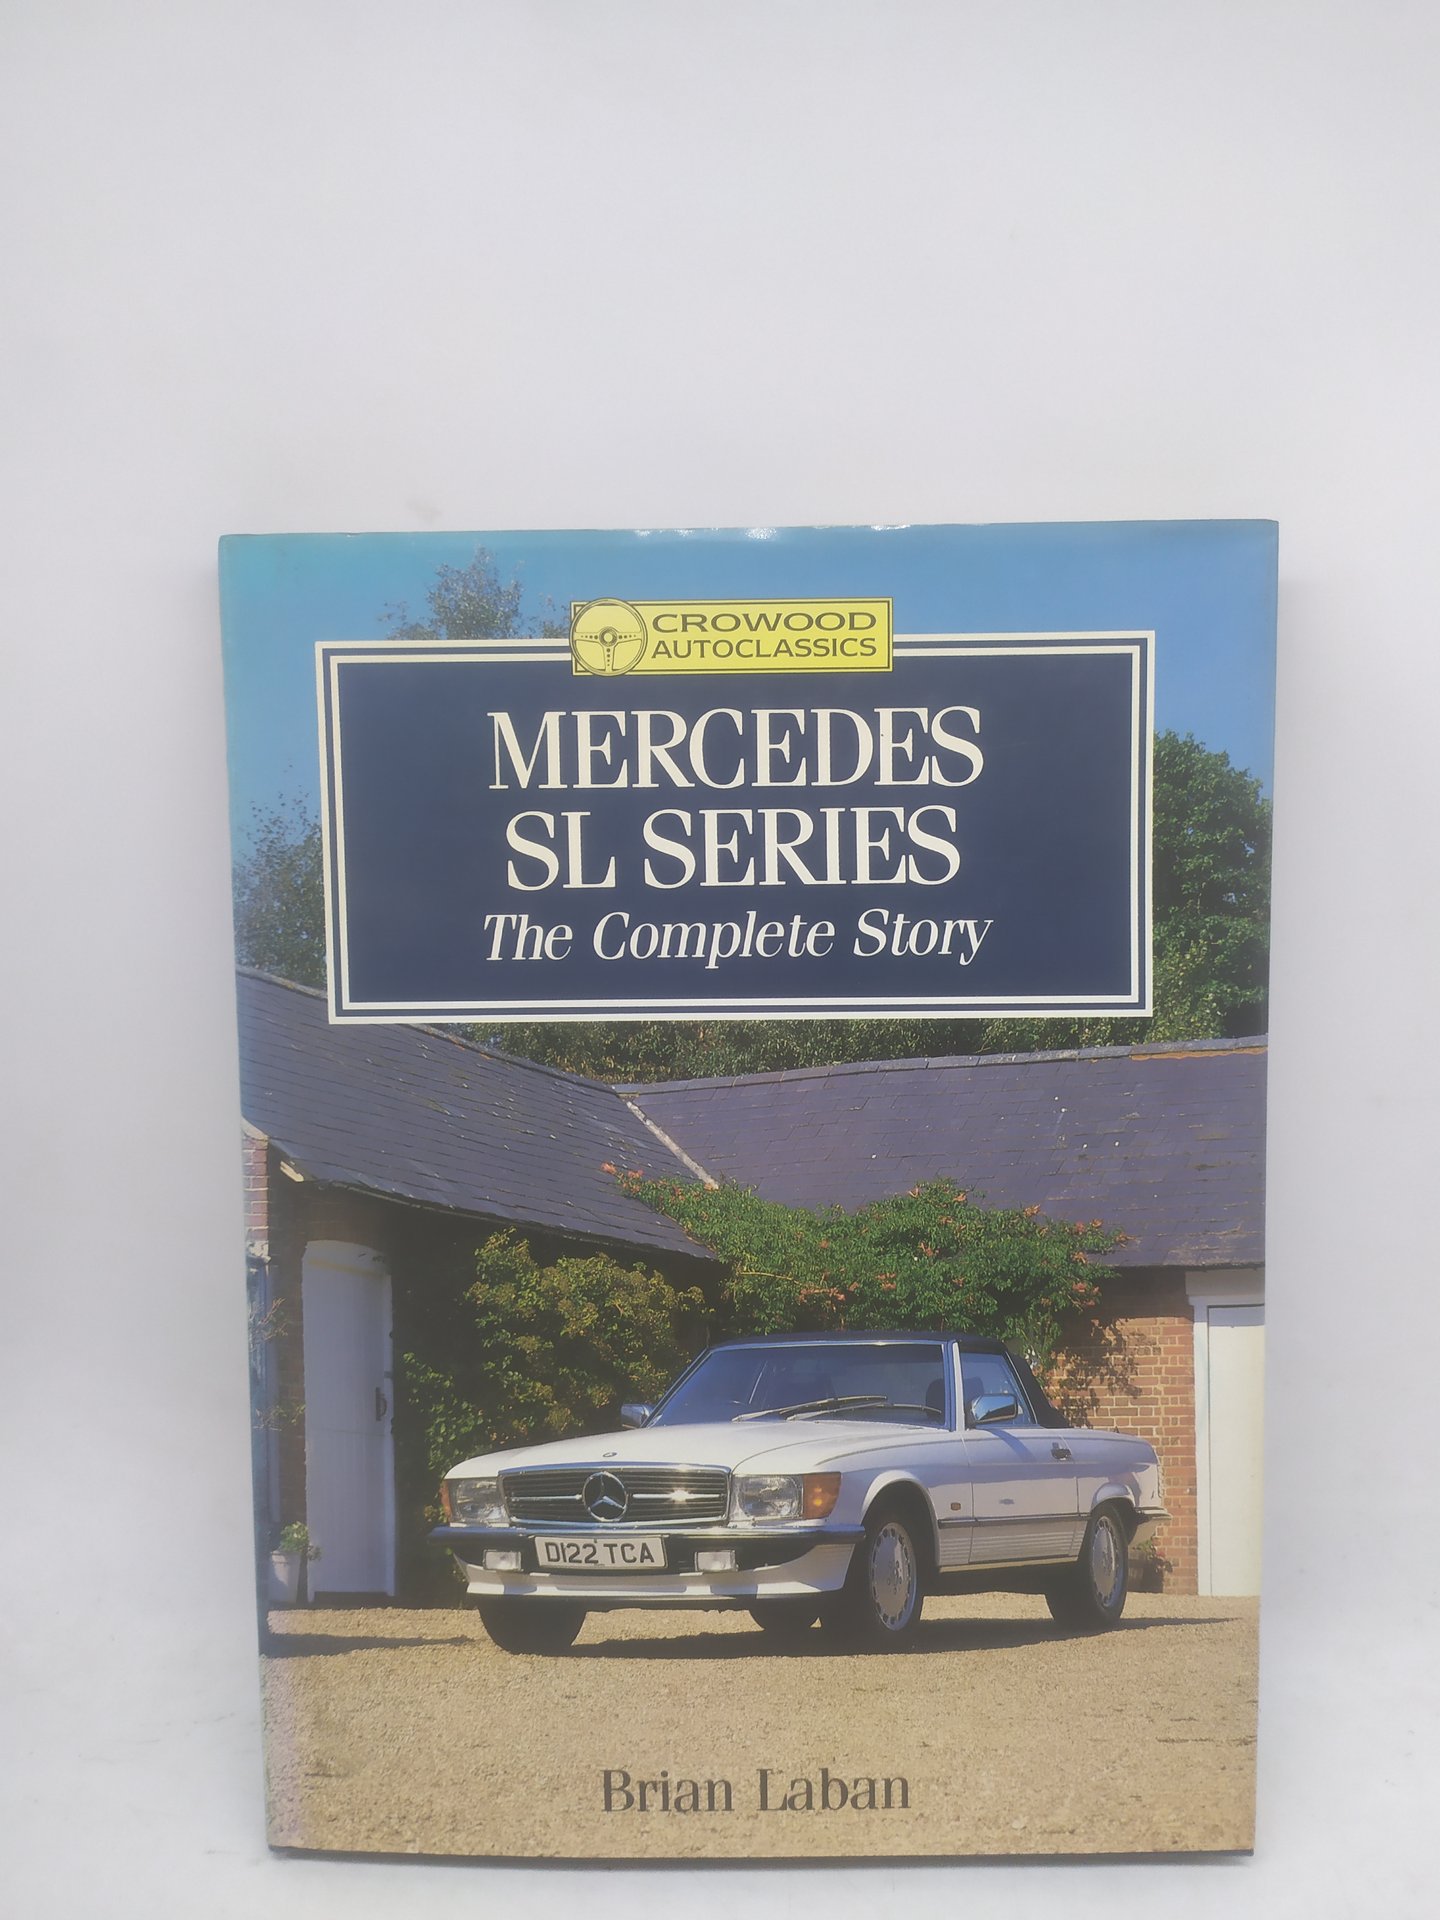 CROWOOD
AUTOCLASSICS
MERCEDES
SL SERIES
The Complete Story
D122 TCA
Brian Laban